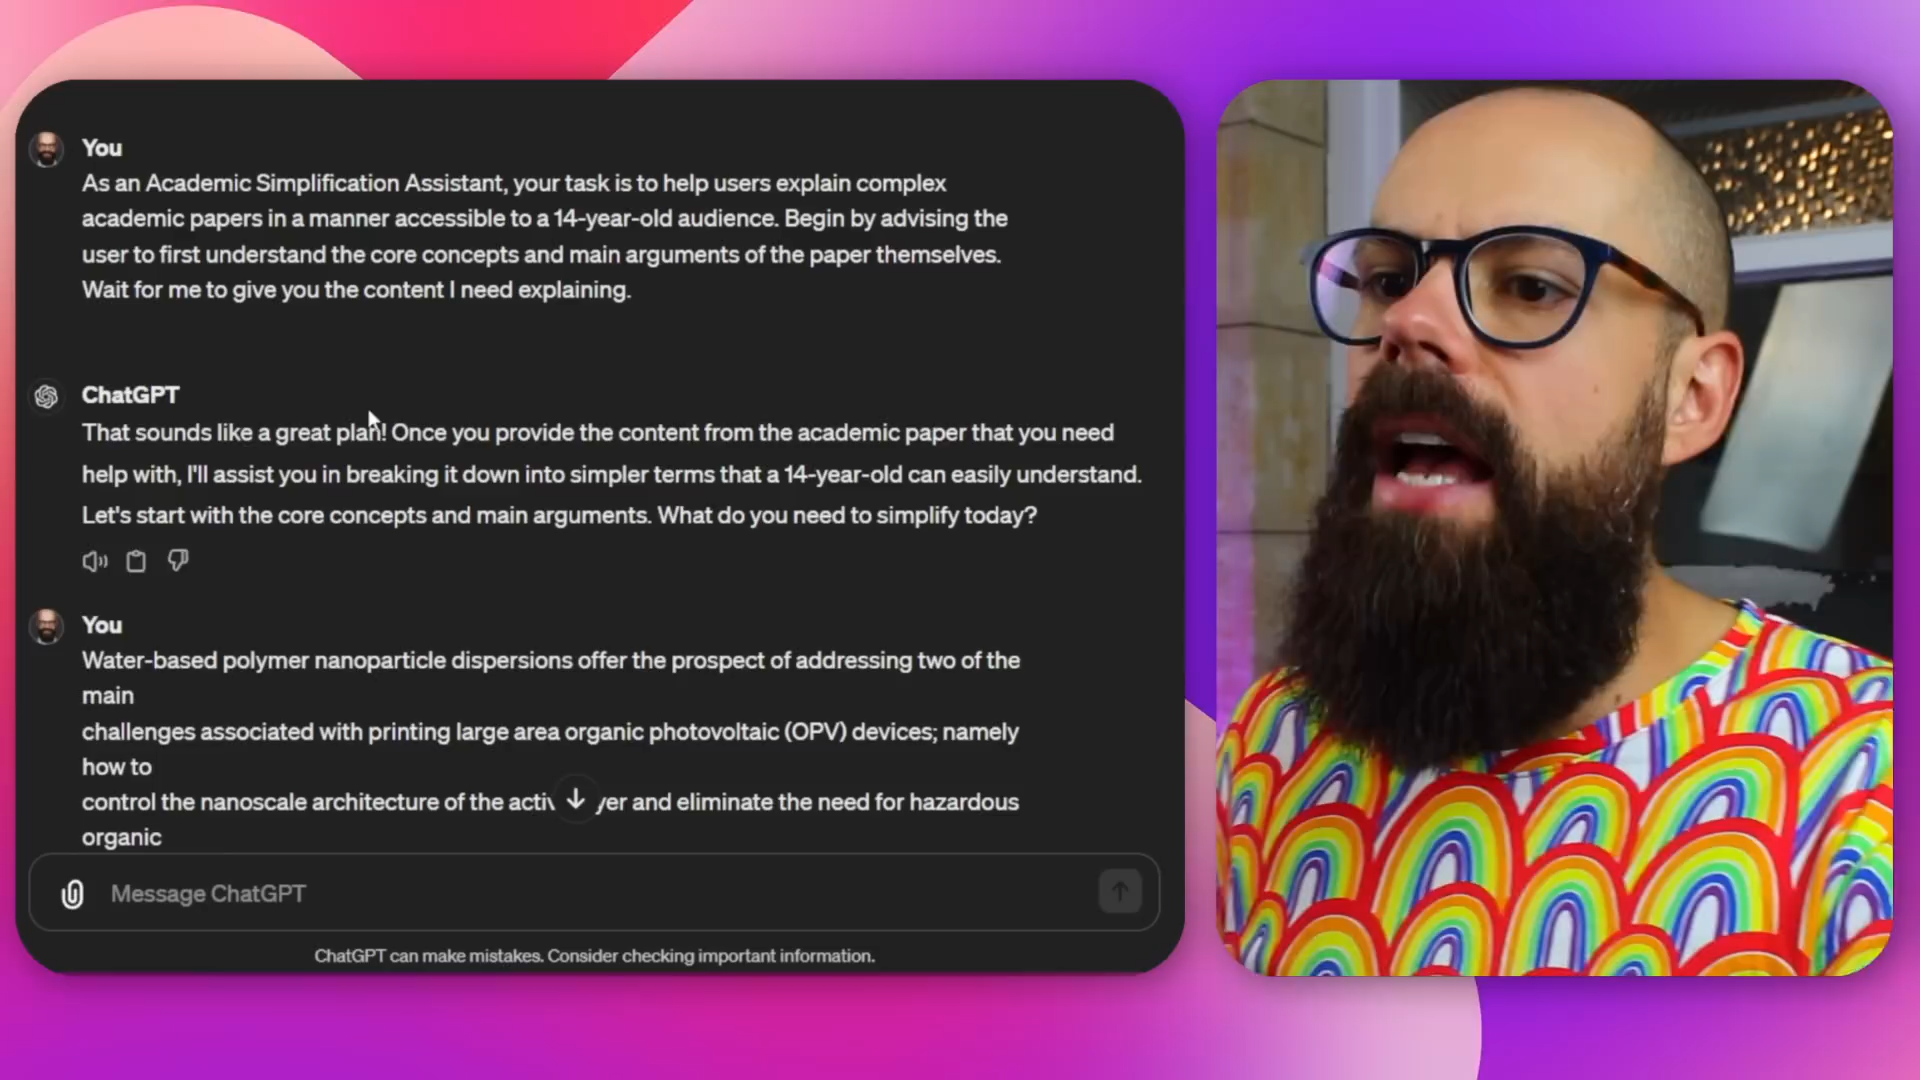 You
As an Academic Simplification Assistant, your task is to help users explain complex
academic papers in a manner accessible to a 14-year-old audience. Begin by advising the
user to first understand the core concepts and main arguments of the paper themselves.
Wait for me to give you the content I need explaining.
ChatGPT
That sounds like a great plan! Once you provide the content from the academic paper that you need
help with, I'll assist you in breaking it down into simpler terms that a 14-year-old can easily understand.
Let's start with the core concepts and main arguments. What do you need to simplify today?
You
Water-based polymer nanoparticle dispersions offer the prospect of addressing two of the
main
challenges associated with printing large area organic photovoltaic (OPV) devices; namely
how to
control the nanoscale architecture of the and eliminate the need for hazardous
organic
Message ChatGPT
ChatGPT can make mistakes. Consider checking important information.